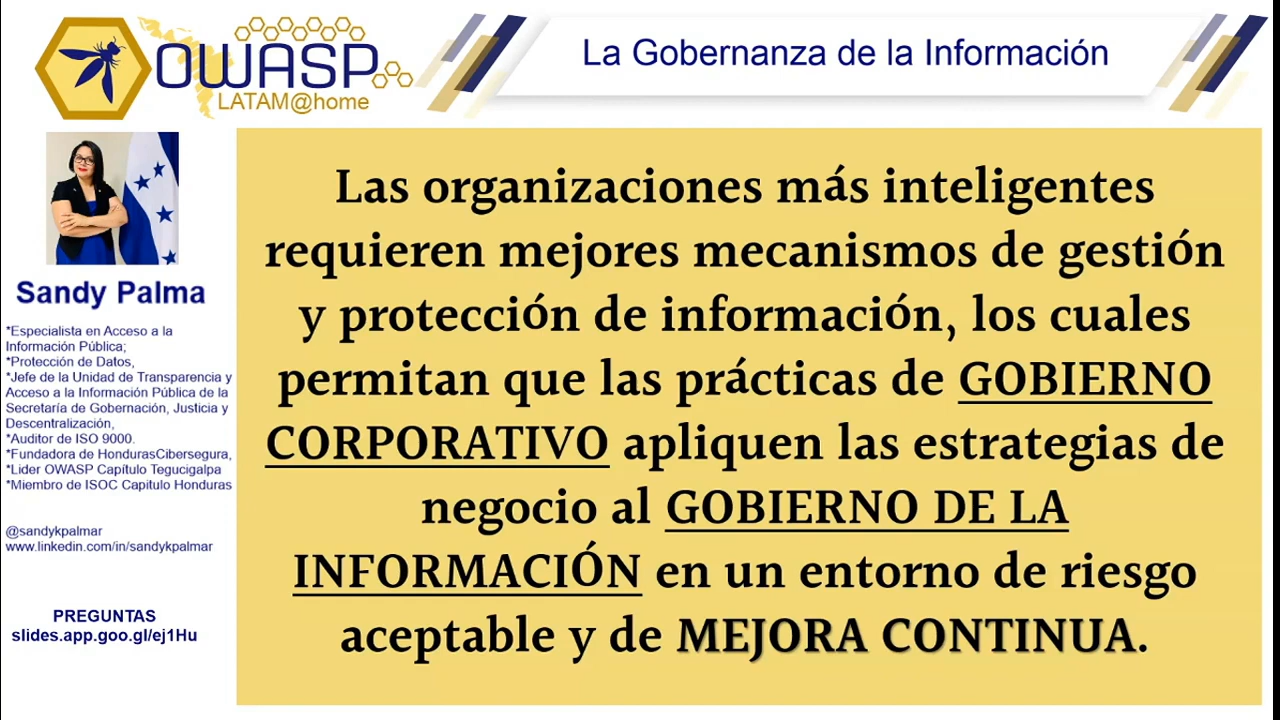 OWASP
LATAM@home
La Gobernanza de la Información
Sandy Palma
*Especialista en Acceso a la
Información Pública;
*Protección de Datos,
*Jefe de la Unidad de Transparencia y
Acceso a la Información Pública de la
Secretaría de Gobernación, Justicia y
Descentralización,
*Auditor de ISO 9000.
*Fundadora de HondurasCibersegura,
*Lider OWASP Capítulo Tegucigalpa
*Miembro de ISOC Capitulo Honduras
@sandykpalmar
www.linkedin.com/in/sandykpalmar
PREGUNTAS
slides.app.goo.gl/ej1Hu
Las organizaciones más inteligentes
requieren mejores mecanismos de gestión
y protección de información, los cuales
permitan que las prácticas de GOBIERNO
CORPORATIVO apliquen las estrategias de
negocio al GOBIERNO DE LA
INFORMACIÓN en un entorno de riesgo
aceptable y de MEJORA CONTINUA.